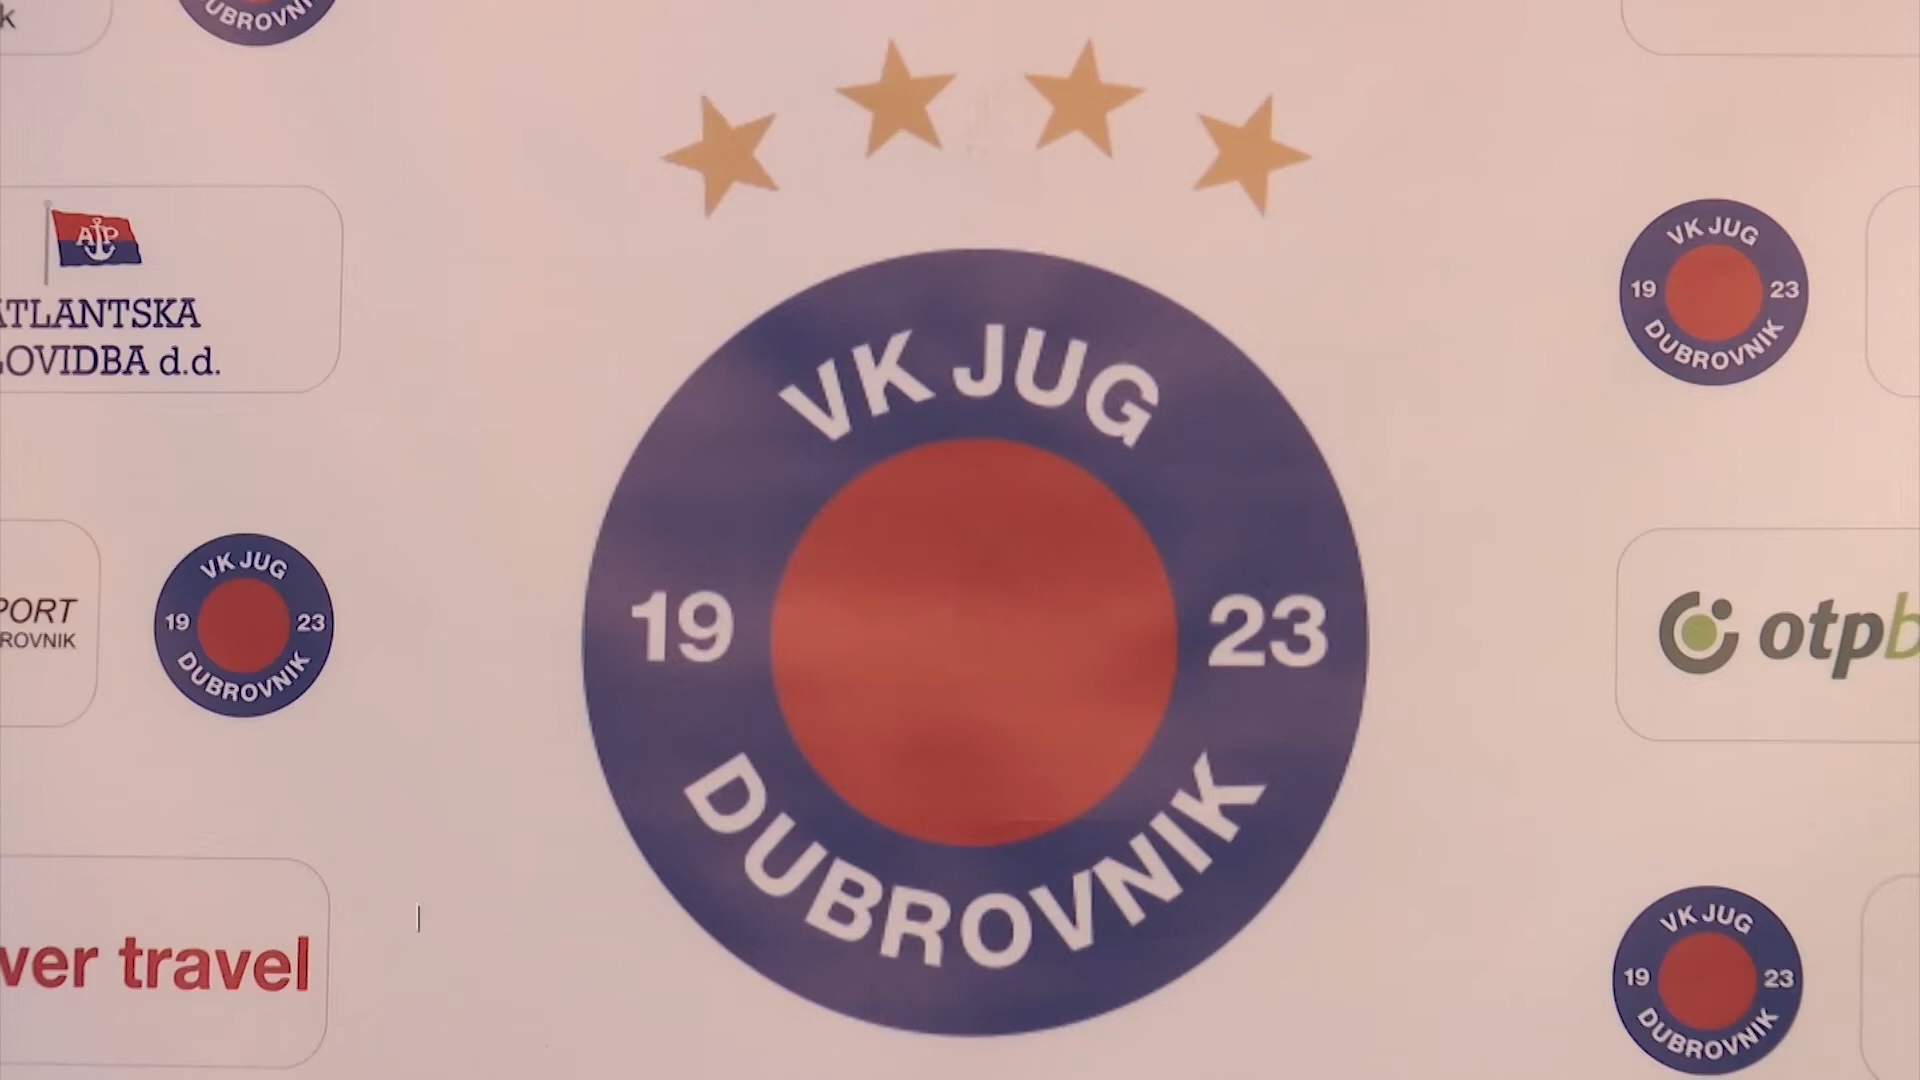 k
DUBROVNIK
ATLANTSKA
LOVIDBA d.d.
VK JUG
19 23
DUBROVNIK
VK JUG
19 23
DUBROVNIK
PORT
ROVNIK
VK JUG
19 23
DUBROVNIK
otpb
ver travel
VK JUG
19 23
DUBROVNIK